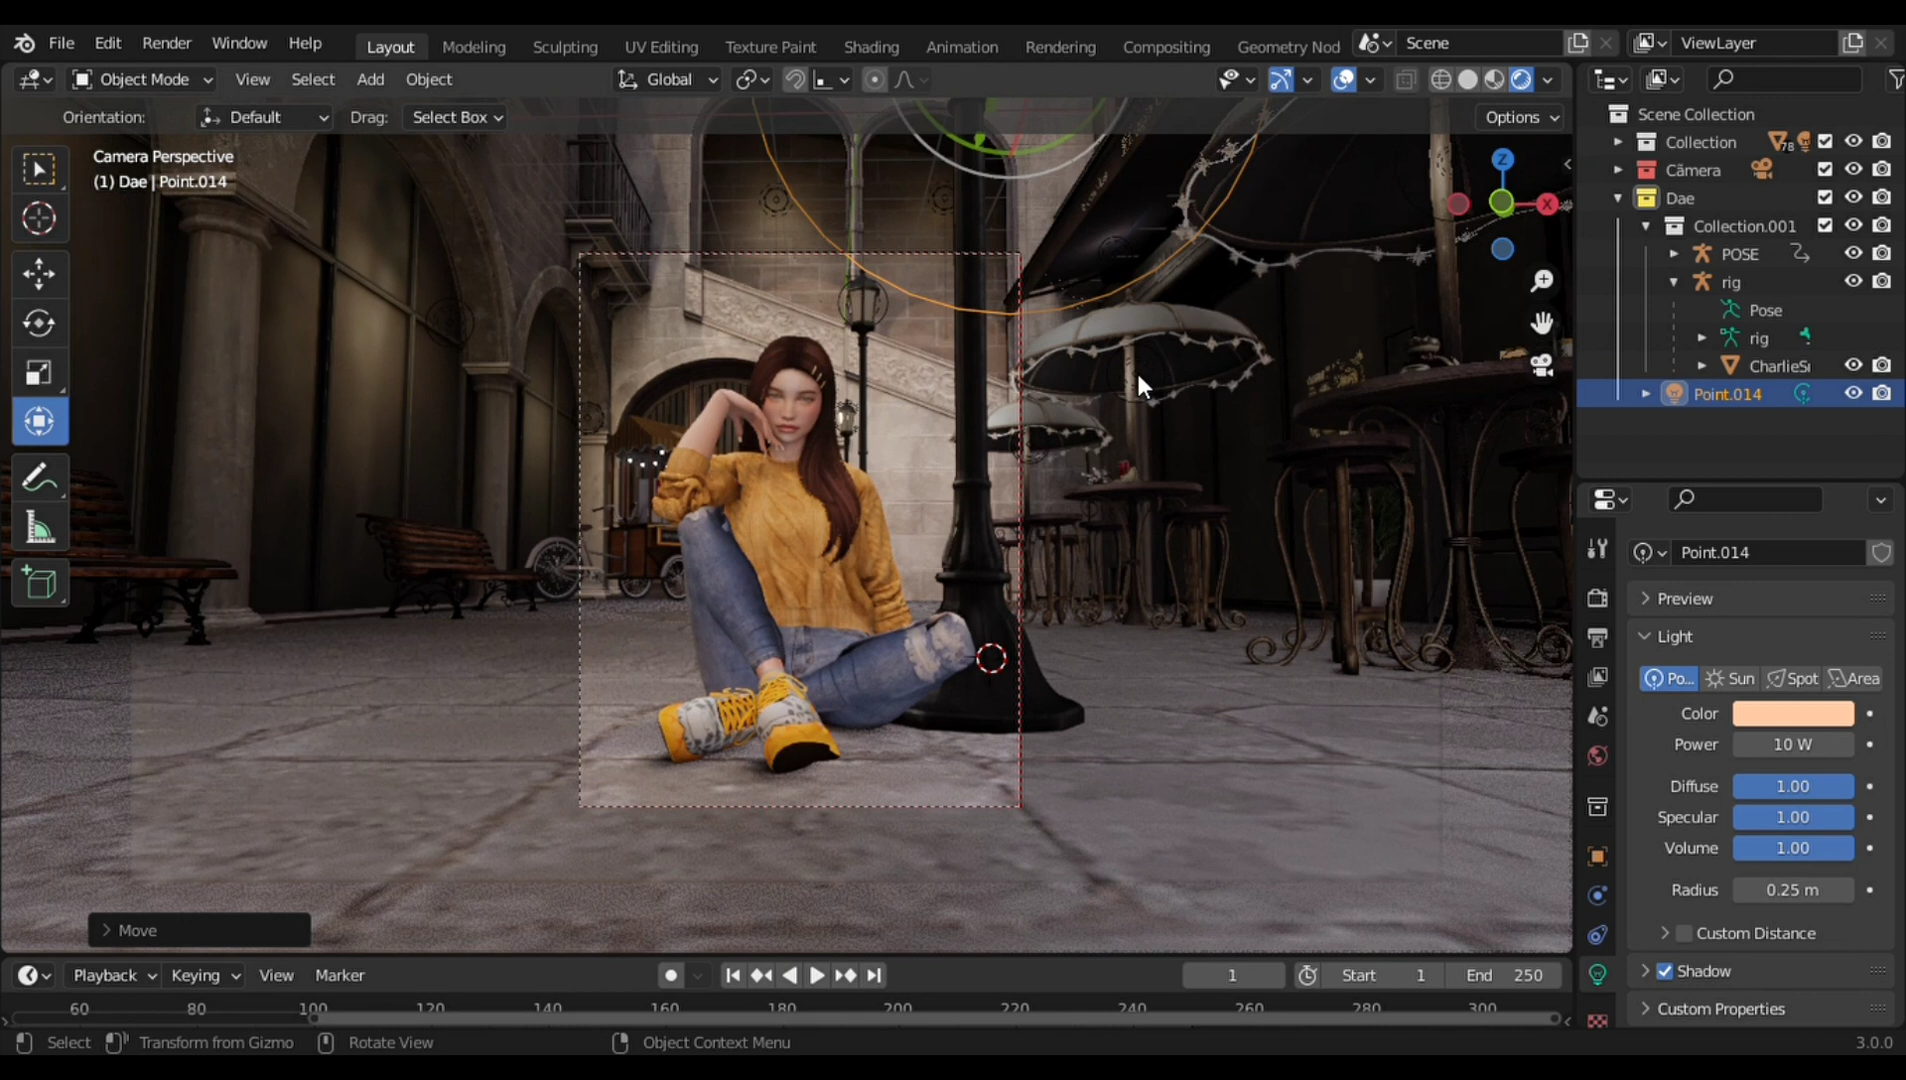 File Edit Render Window Help Layout Modeling Sculpting UV Editing Texture Paint Shading Animation Rendering Compositing Geometry Nod Scene ViewLayer
Object Mode View Select Add Object Global
Orientation: Default Drag: Select Box Options
Camera Perspective
(1) Dae | Point.014
Z
X
Scene Collection
Collection 78
Cãmera
Dae
Collection.001
POSE
rig
Pose
rig
CharlieSi
Point.014
Point.014
Preview
Light
Po... Sun Spot Area
Color
Power 10 W
Diffuse 1.00
Specular 1.00
Volume 1.00
Radius 0.25 m
Custom Distance
Shadow
Custom Properties
Move
Playback Keying View Marker 1 Start 1 End 250
60 80 100 120 140 160 180 200 220 240 260 280 300
Select Transform from Gizmo Rotate View Object Context Menu 3.0.0